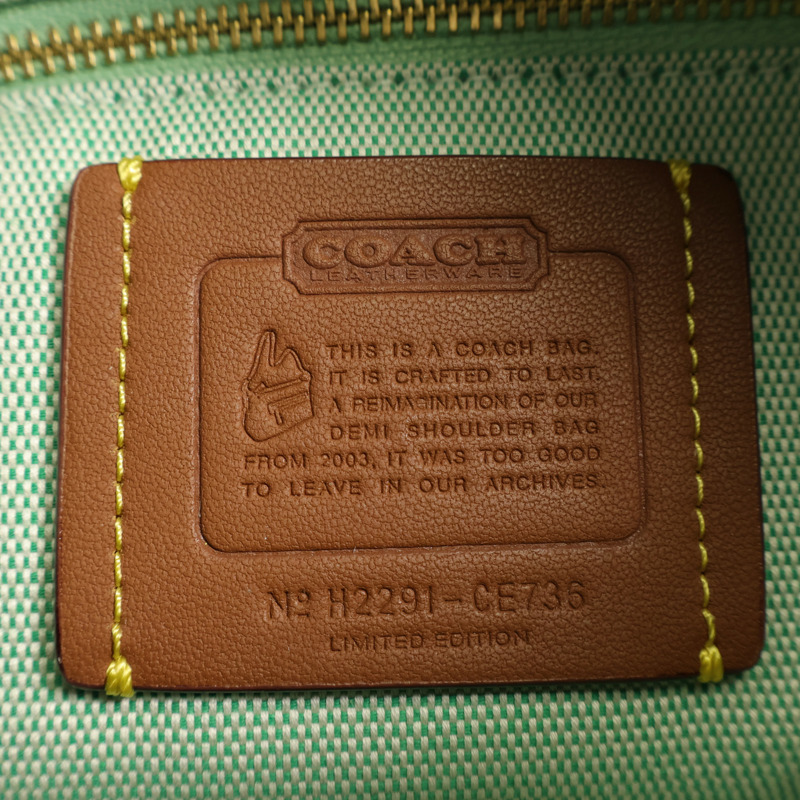 COACH
LEATHERWARE
THIS IS A COACH BAG.
IT IS CRAFTED TO LAST.
A REIMAGINATION OF OUR
DEMI SHOULDER BAG
FROM 2003, IT WAS TOO GOOD
TO LEAVE IN OUR ARCHIVES.
Nº H2291-CE736
LIMITED EDITION